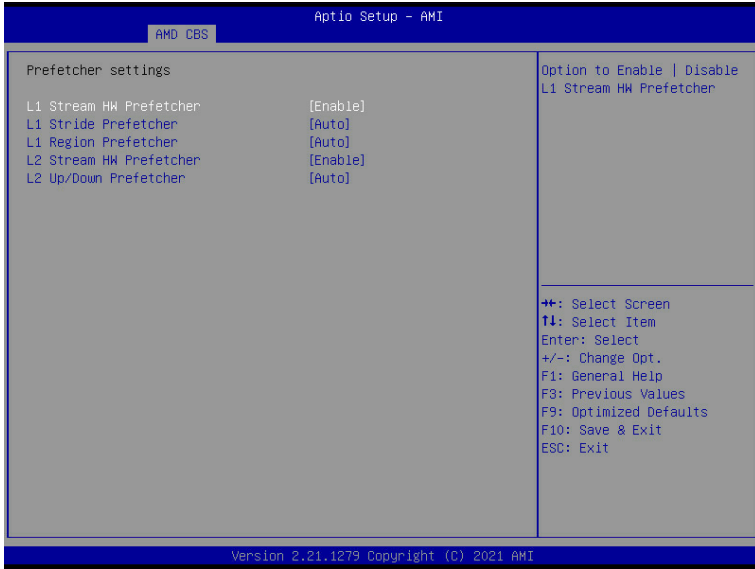 Aptio Setup – AMI
AMD CBS
Prefetcher settings
L1 Stream HW Prefetcher [Enable]
L1 Stride Prefetcher [Auto]
L1 Region Prefetcher [Auto]
L2 Stream HW Prefetcher [Enable]
L2 Up/Down Prefetcher [Auto]
Option to Enable | Disable
L1 Stream HW Prefetcher
→←: Select Screen
↑↓: Select Item
Enter: Select
+/-: Change Opt.
F1: General Help
F3: Previous Values
F9: Optimized Defaults
F10: Save & Exit
ESC: Exit
Version 2.21.1279 Copyright (C) 2021 AMI